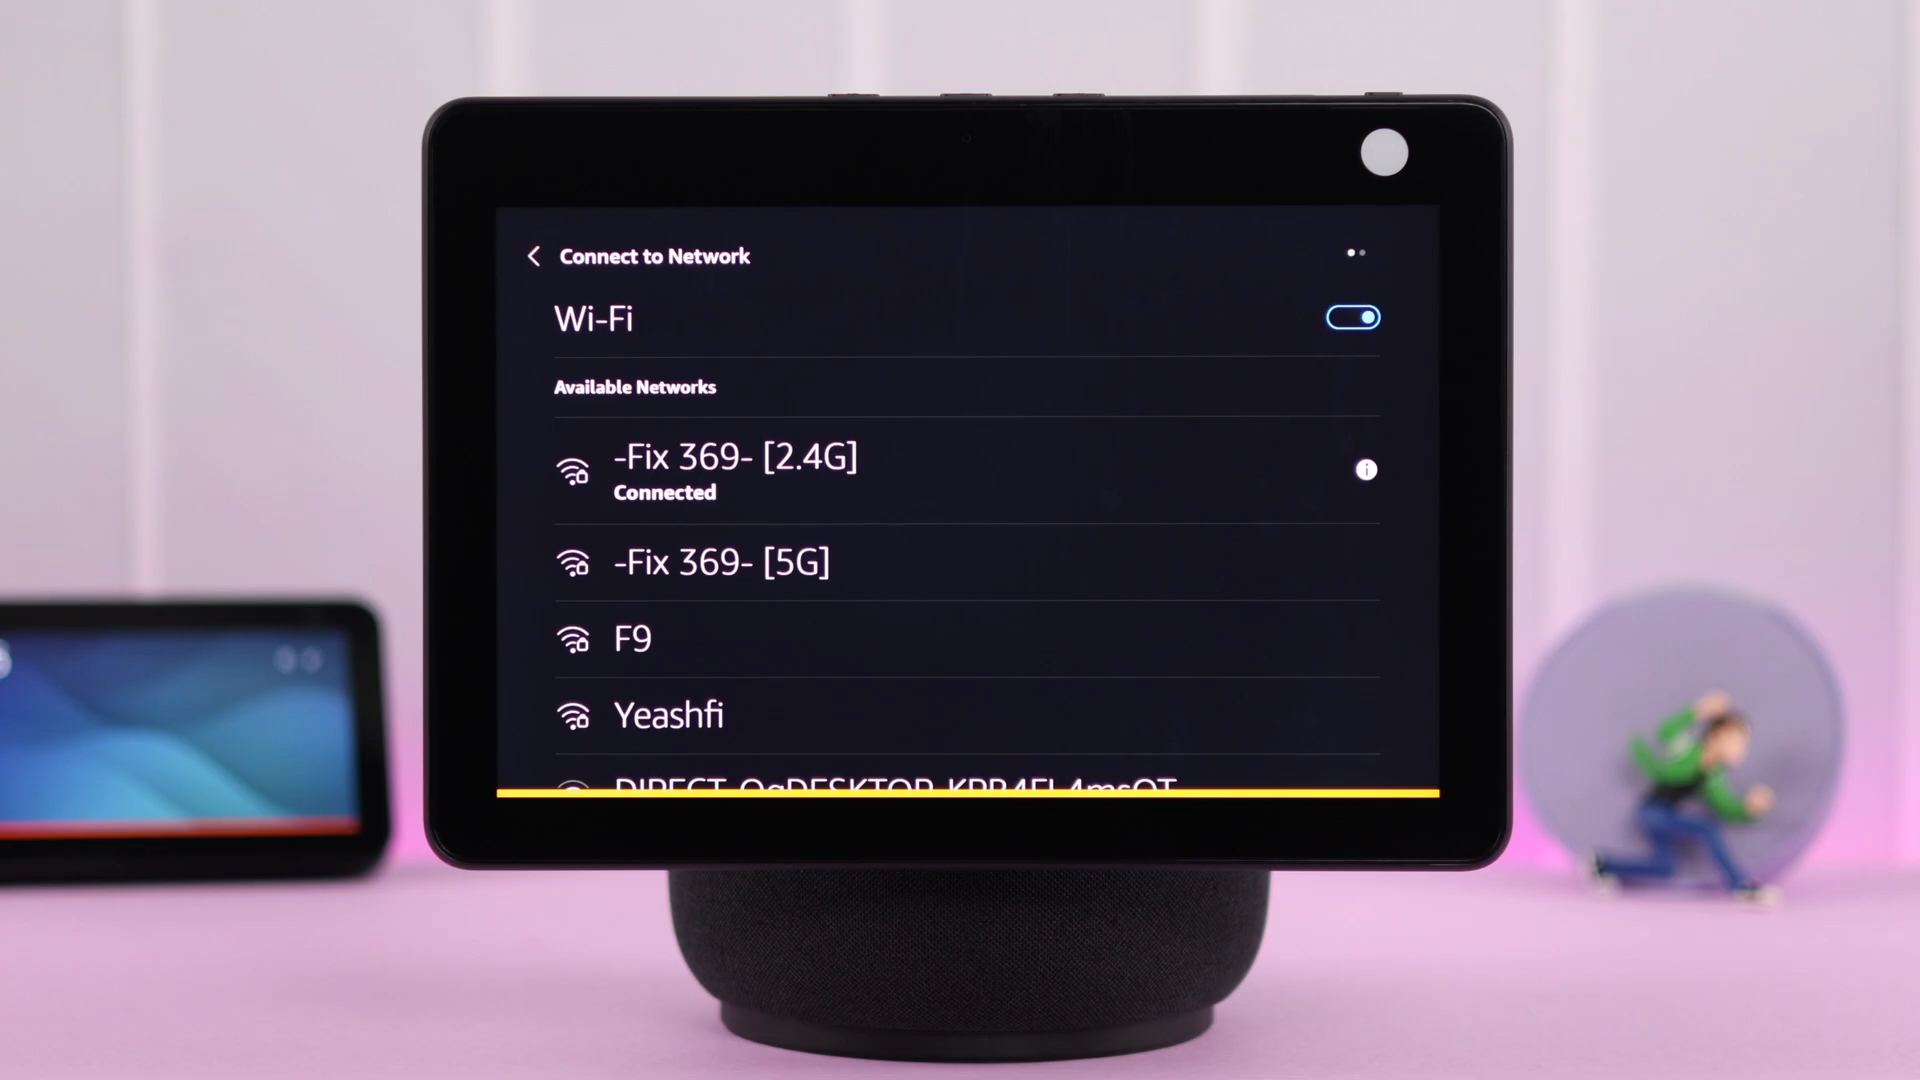 Connect to Network
Wi-Fi
Available Networks
-Fix 369- [2.4G]
Connected
-Fix 369- [5G]
F9
Yeashfi